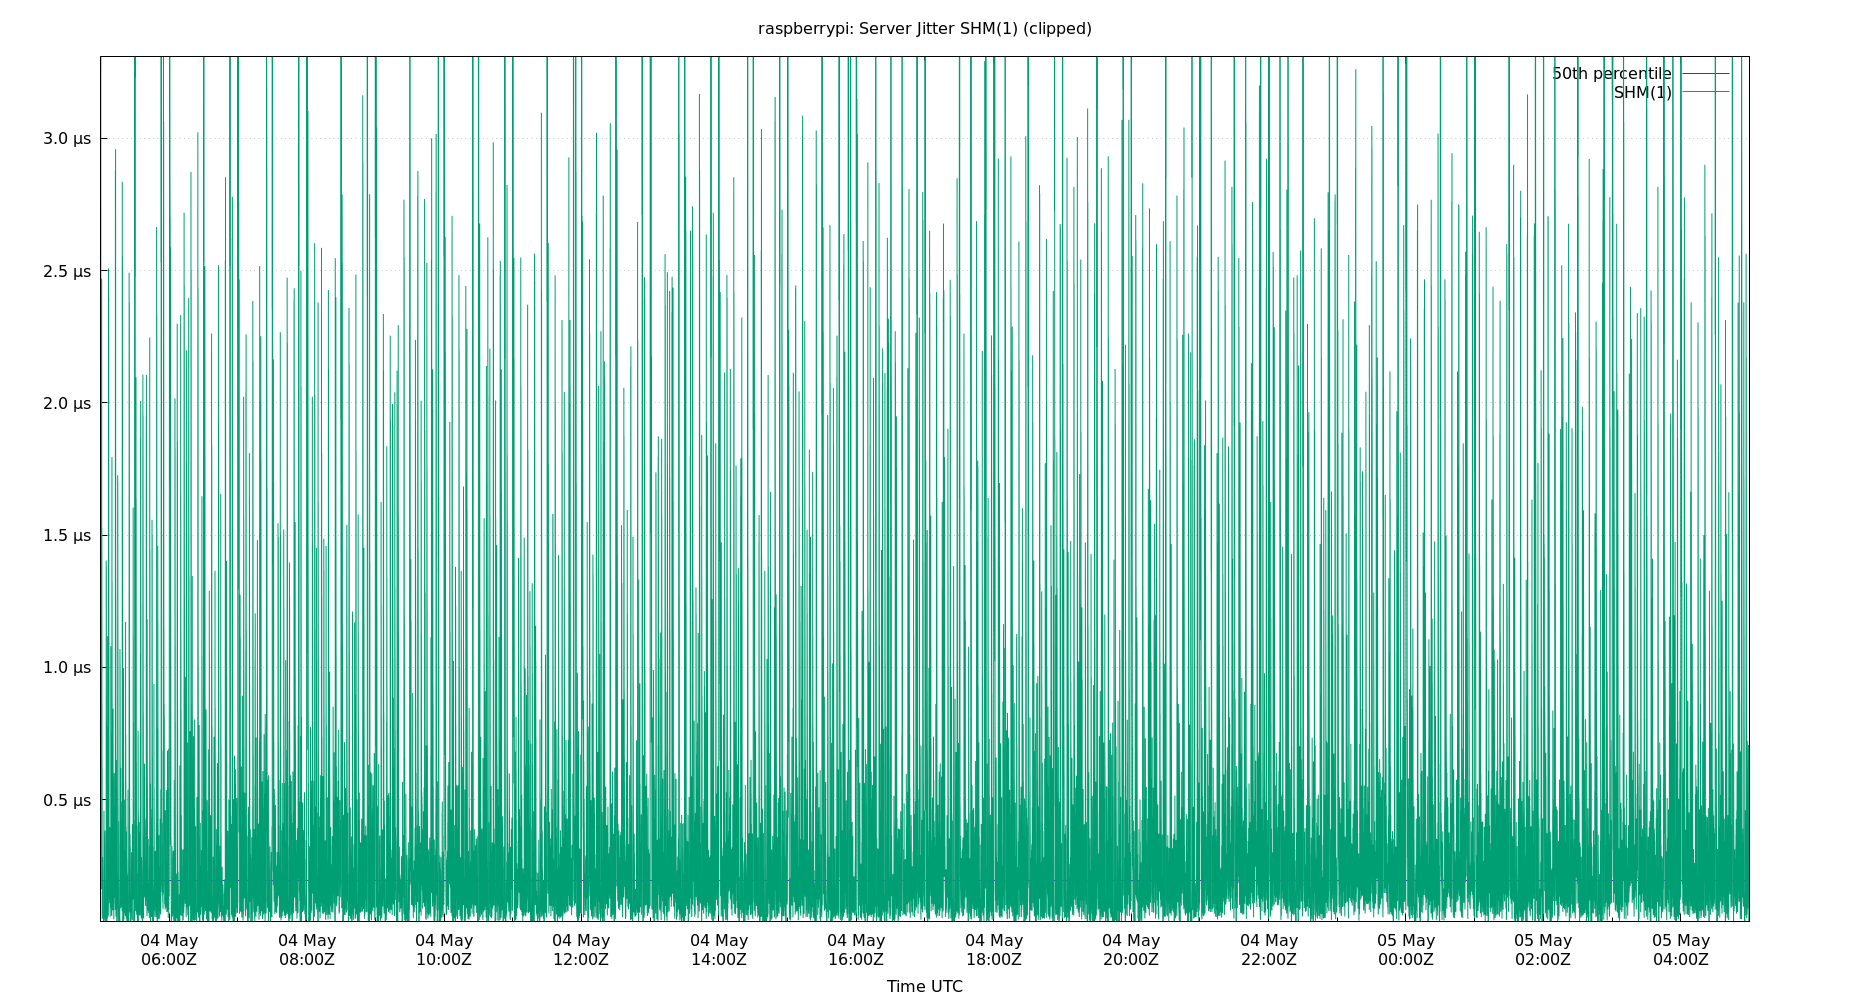 raspberrypi: Server Jitter SHM(1) (clipped)
50th percentile
SHM(1)
3.0 µs
2.5 µs
2.0 µs
1.5 µs
1.0 µs
0.5 µs
04 May 04 May 04 May 04 May 04 May 04 May 04 May 04 May 04 May 05 May 05 May 05 May
06:00Z 08:00Z 10:00Z 12:00Z 14:00Z 16:00Z 18:00Z 20:00Z 22:00Z 00:00Z 02:00Z 04:00Z
Time UTC